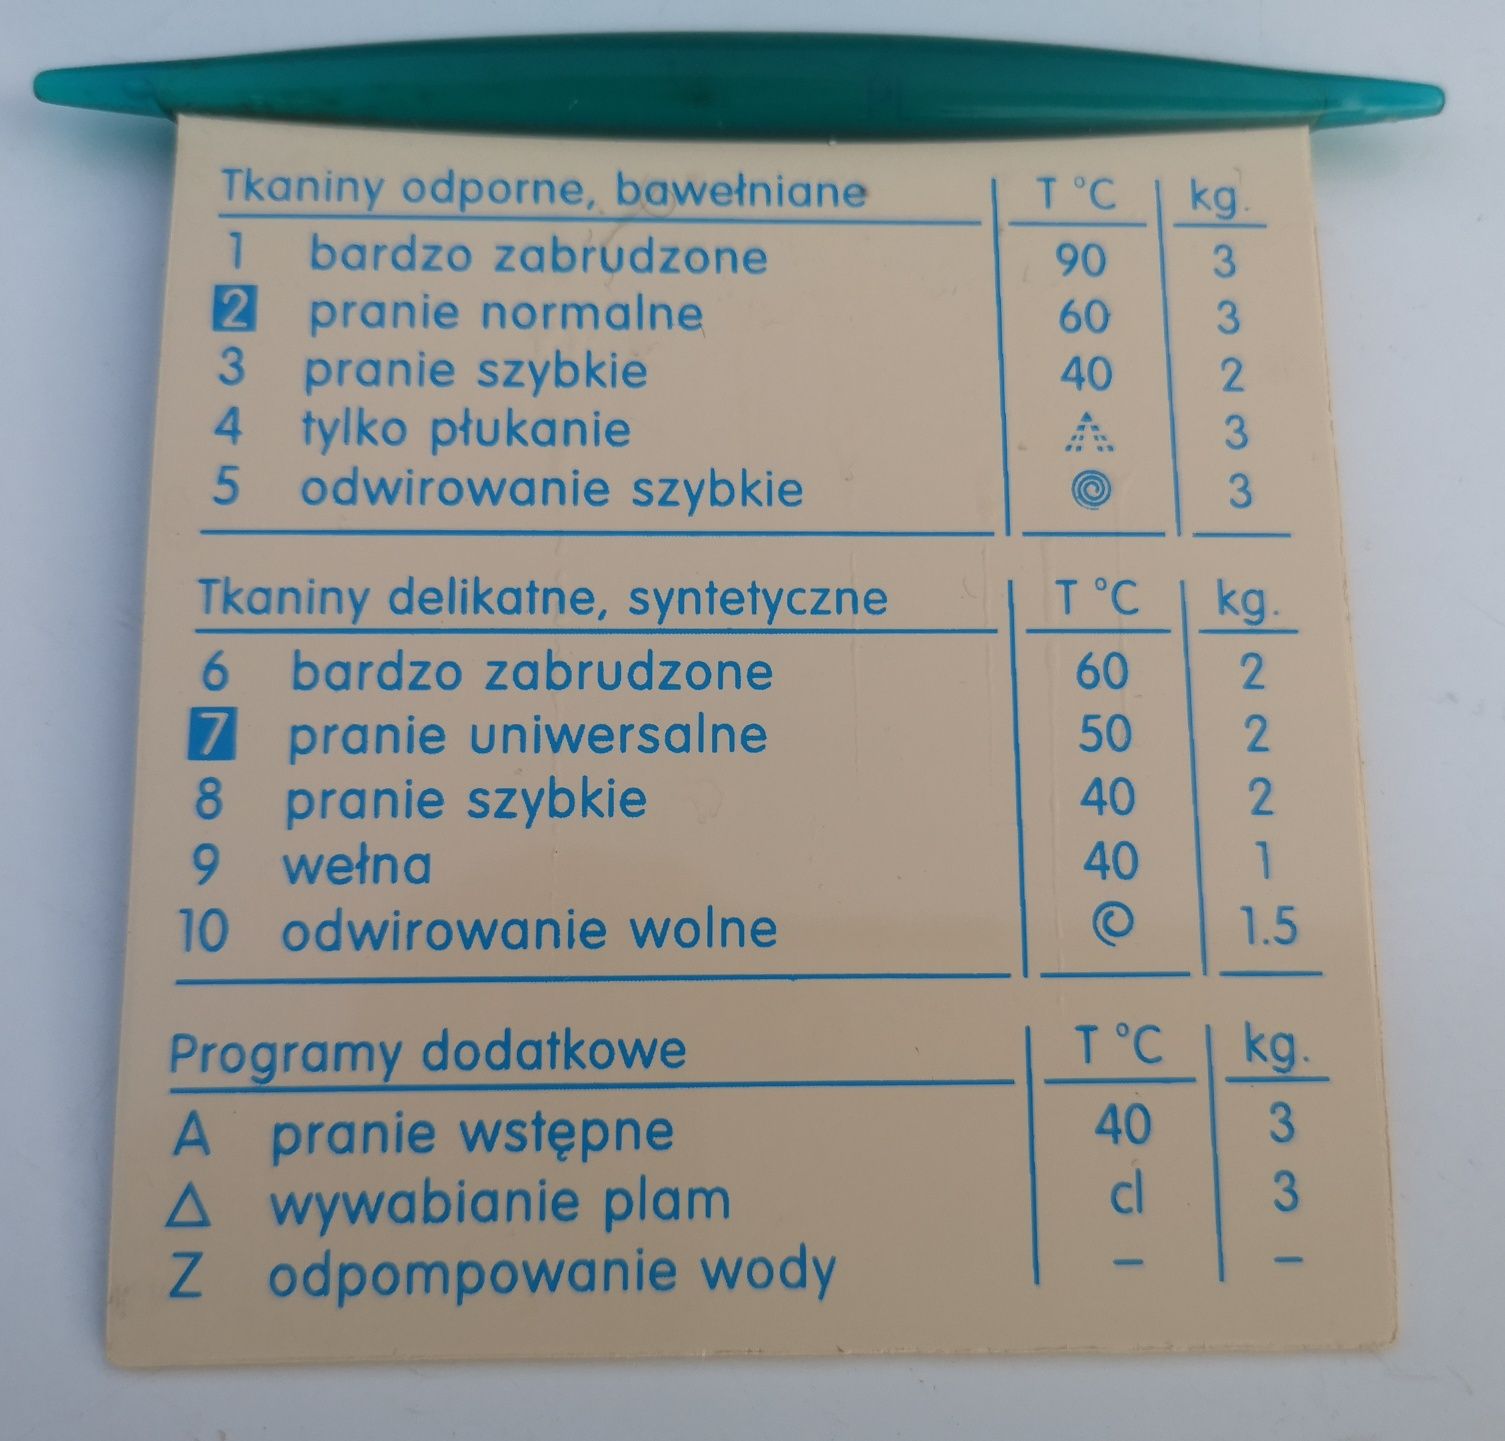 Tkaniny odporne, bawełniane T °C kg.
1 bardzo zabrudzone 90 3
2 pranie normalne 60 3
3 pranie szybkie 40 2
4 tylko płukanie 3
5 odwirowanie szybkie 3
Tkaniny delikatne, syntetyczne T °C kg.
6 bardzo zabrudzone 60 2
7 pranie uniwersalne 50 2
8 pranie szybkie 40 2
9 wełna 40 1
10 odwirowanie wolne 1.5
Programy dodatkowe T °C kg.
A pranie wstępne 40 3
△ wywabianie plam cl 3
Z odpompowanie wody – –